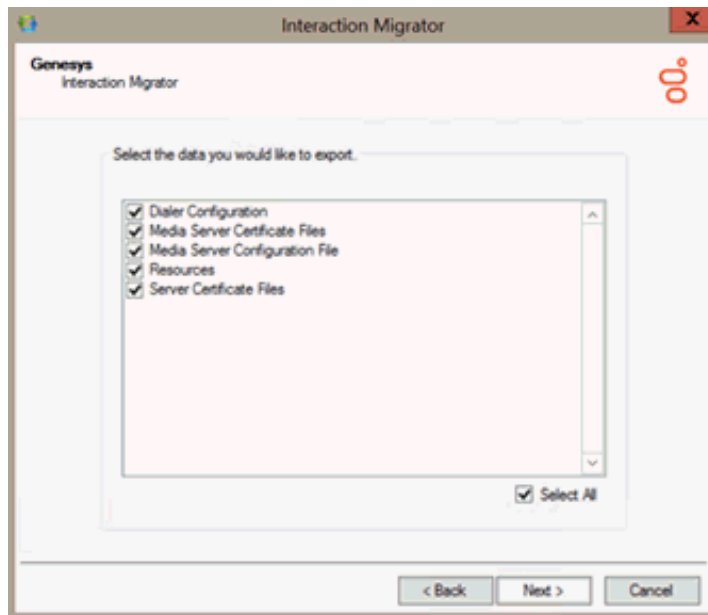 Interaction Migrator
X
Genesys
Interaction Migrator
Select the data you would like to export.
Dialer Configuration
Media Server Certificate Files
Media Server Configuration File
Resources
Server Certificate Files
Select All
< Back Next > Cancel